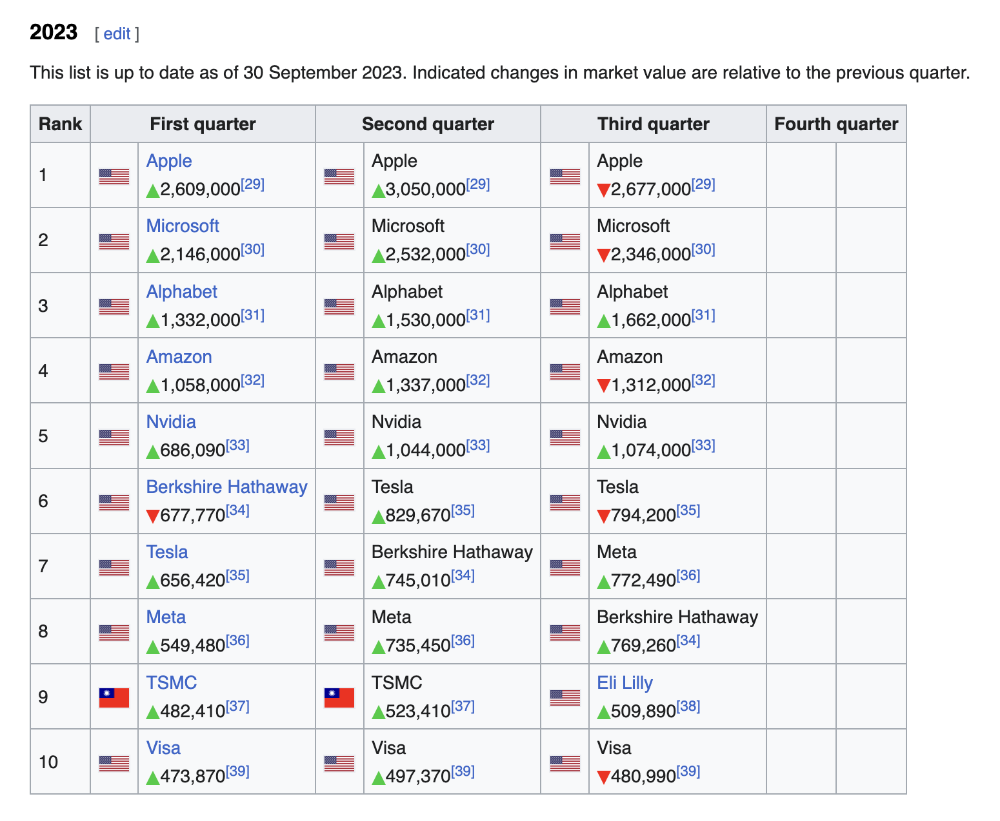 2023 [ edit ]
This list is up to date as of 30 September 2023. Indicated changes in market value are relative to the previous quarter.
Rank First quarter Second quarter Third quarter Fourth quarter
1
Apple
▲2,609,000[29]
Apple
▲3,050,000[29]
Apple
▼2,677,000[29]
2
Microsoft
▲2,146,000[30]
Microsoft
▲2,532,000[30]
Microsoft
▼2,346,000[30]
3
Alphabet
▲1,332,000[31]
Alphabet
▲1,530,000[31]
Alphabet
▲1,662,000[31]
4
Amazon
▲1,058,000[32]
Amazon
▲1,337,000[32]
Amazon
▼1,312,000[32]
5
Nvidia
▲686,090[33]
Nvidia
▲1,044,000[33]
Nvidia
▲1,074,000[33]
6
Berkshire Hathaway
▼677,770[34]
Tesla
▲829,670[35]
Tesla
▼794,200[35]
7
Tesla
▲656,420[35]
Berkshire Hathaway
▲745,010[34]
Meta
▲772,490[36]
8
Meta
▲549,480[36]
Meta
▲735,450[36]
Berkshire Hathaway
▲769,260[34]
9
TSMC
▲482,410[37]
TSMC
▲523,410[37]
Eli Lilly
▲509,890[38]
10
Visa
▲473,870[39]
Visa
▲497,370[39]
Visa
▼480,990[39]